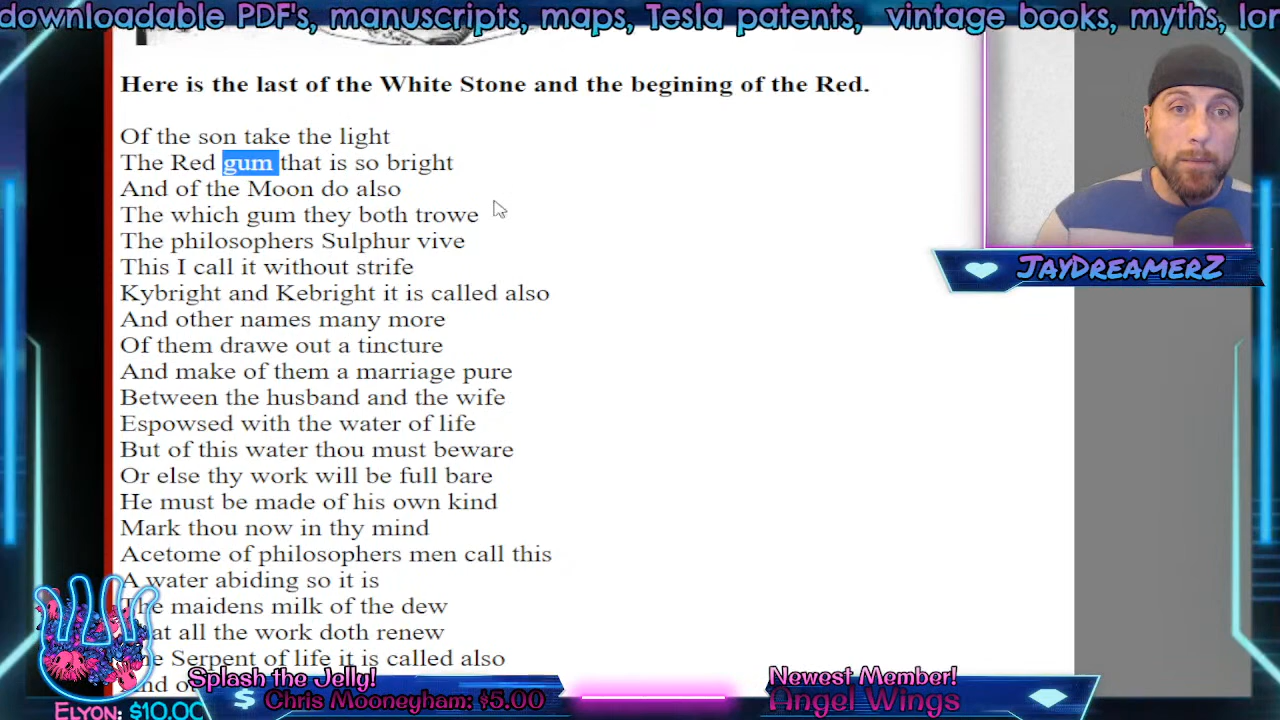 downloadable PDF's, manuscripts, maps, Tesla patents, vintage books, myths, lor
Here is the last of the White Stone and the begining of the Red.
Of the son take the light
The Red gum that is so bright
And of the Moon do also
The which gum they both trowe
The philosophers Sulphur vive
This I call it without strife
Kybright and Kebright it is called also
And other names many more
Of them drawe out a tincture
And make of them a marriage pure
Between the husband and the wife
Espowsed with the water of life
But of this water thou must beware
Or else thy work will be full bare
He must be made of his own kind
Mark thou now in thy mind
Acetome of philosophers men call this
A water abiding so it is
The maidens milk of the dew
at all the work doth renew
Serpent of life it is called also
JayDreamerZ
Splash the Jelly!
$ Chris Mooneyham: $5.00
Newest Member!
Angel Wings
Elyon: $10.00